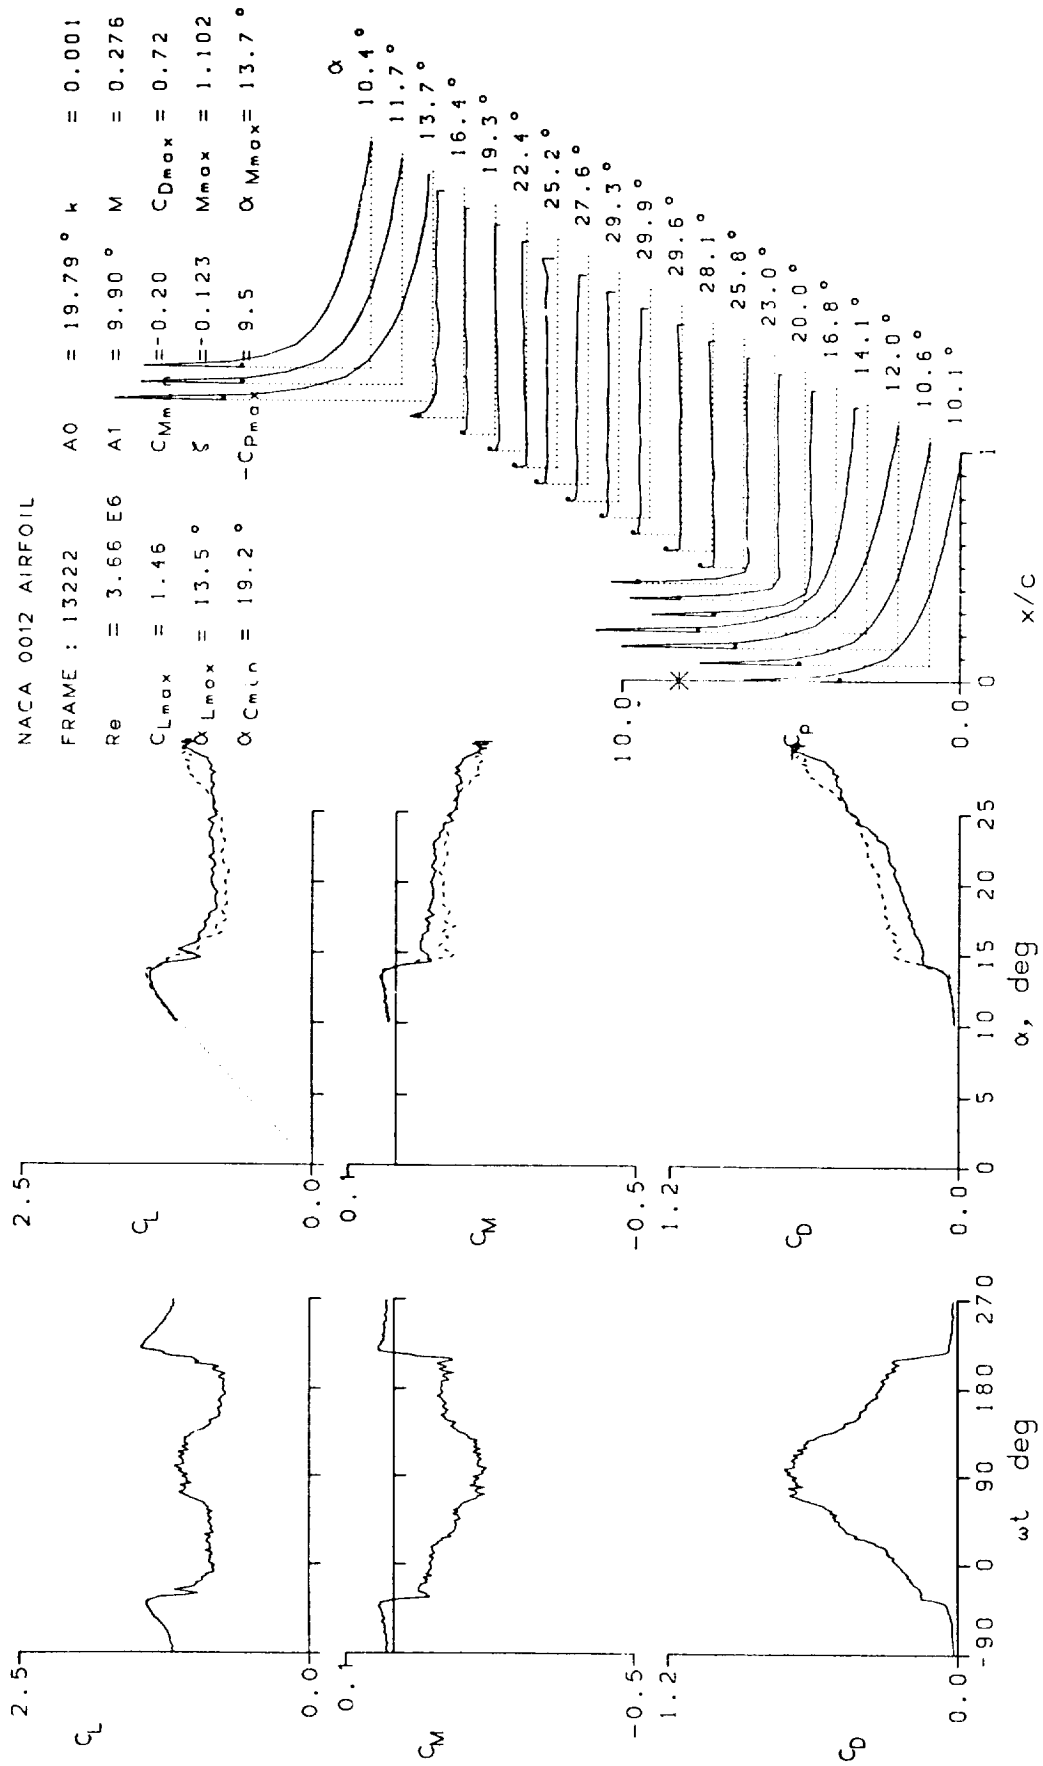 NACA 0012 AIRFOIL
FRAME : 13222 A0 = 19.79 ° k = 0.001
Re = 3.66 E6 A1 = 9.90 ° M = 0.276
CLmax = 1.46 CMmin =-0.20 CDmax = 0.72
αLmax = 13.5 ° ζ =-0.123 Mmax = 1.102
αCmin = 19.2 ° -CPmax = 9.5 αMmax = 13.7 °
α
10.4 °
11.7 °
13.7 °
16.4 °
19.3 °
22.4 °
25.2 °
27.6 °
29.3 °
29.9 °
29.6 °
28.1 °
25.8 °
23.0 °
20.0 °
16.8 °
14.1 °
12.0 °
10.6 °
10.1 °
10.0
Cp
0.0
0 1
x/c
2.5
CL
0.0
0.1
CM
-0.5
1.2
CD
0.0
-90 0 90 180 270
ωt deg
2.5
CL
0.0
0.1
CM
-0.5
1.2
CD
0.0
0 5 10 15 20 25
α, deg